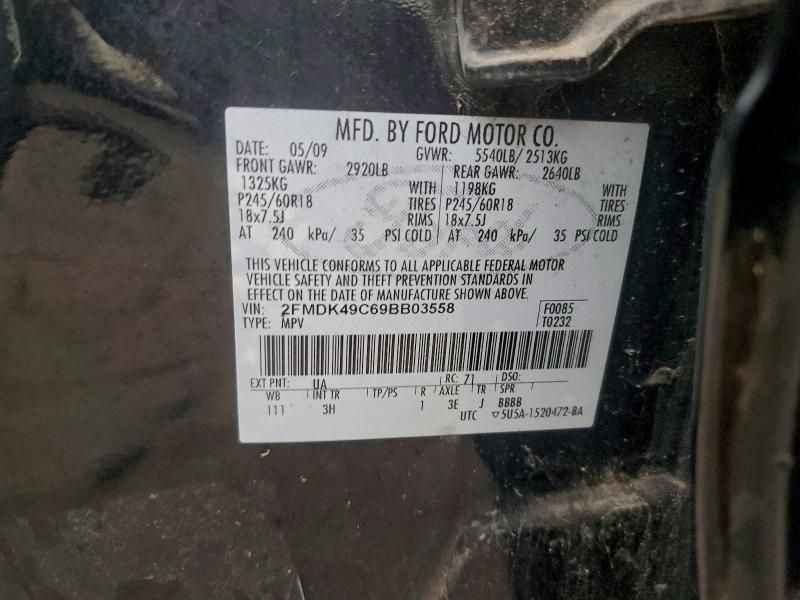 MFD. BY FORD MOTOR CO.
DATE: 05/09 GVWR: 5540LB/ 2513KG
FRONT GAWR: 2920LB REAR GAWR: 2640LB
1325KG WITH 1198KG WITH
P245/60R18 TIRES P245/60R18 TIRES
18x7.5J RIMS 18x7.5J RIMS
AT 240 kPa/ 35 PSI COLD AT 240 kPa/ 35 PSI COLD
THIS VEHICLE CONFORMS TO ALL APPLICABLE FEDERAL MOTOR
VEHICLE SAFETY AND THEFT PREVENTION STANDARDS IN
EFFECT ON THE DATE OF MANUFACTURE SHOWN ABOVE.
VIN: 2FMDK49C69BB03558 F0085
TYPE: MPV T0232
EXT PNT: UA RC: 71 DSO:
WB INT TR TP/PS R AXLE TR SPR
111 3H 1 3E J BBBB
UTC ▽5U5A-1520472-BA